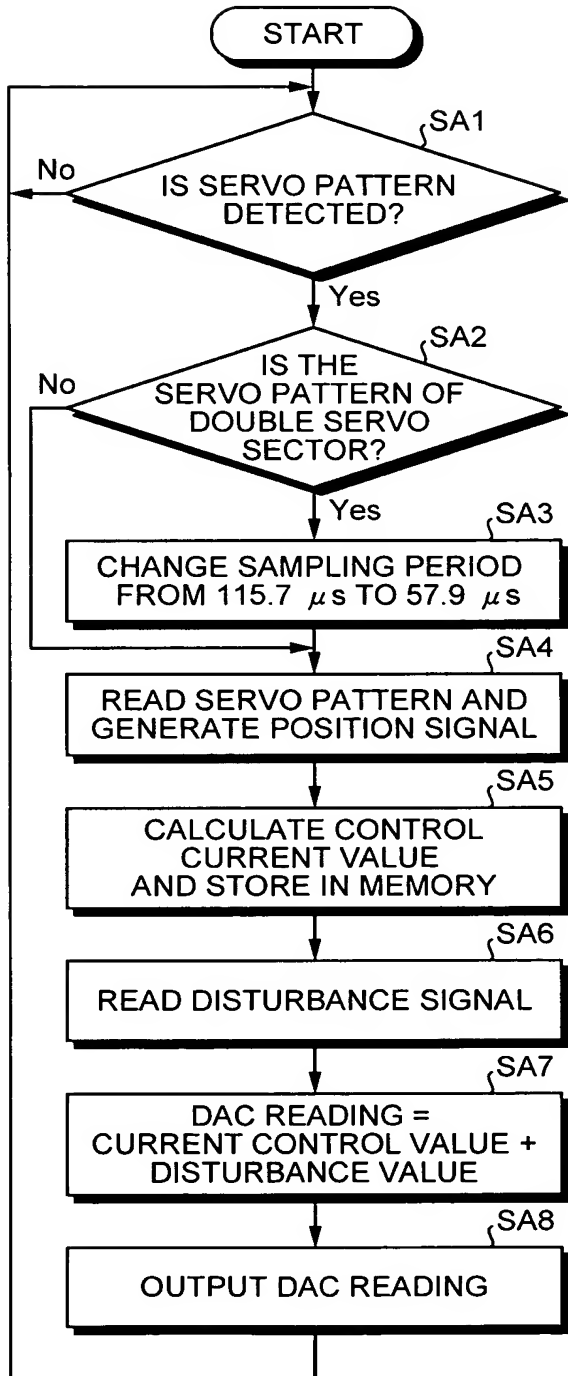 START
SA1
No
IS SERVO PATTERN
DETECTED?
Yes
SA2
No
IS THE
SERVO PATTERN OF
DOUBLE SERVO
SECTOR?
Yes
SA3
CHANGE SAMPLING PERIOD
FROM 115.7 μs TO 57.9 μs
SA4
READ SERVO PATTERN AND
GENERATE POSITION SIGNAL
SA5
CALCULATE CONTROL
CURRENT VALUE
AND STORE IN MEMORY
SA6
READ DISTURBANCE SIGNAL
SA7
DAC READING =
CURRENT CONTROL VALUE +
DISTURBANCE VALUE
SA8
OUTPUT DAC READING